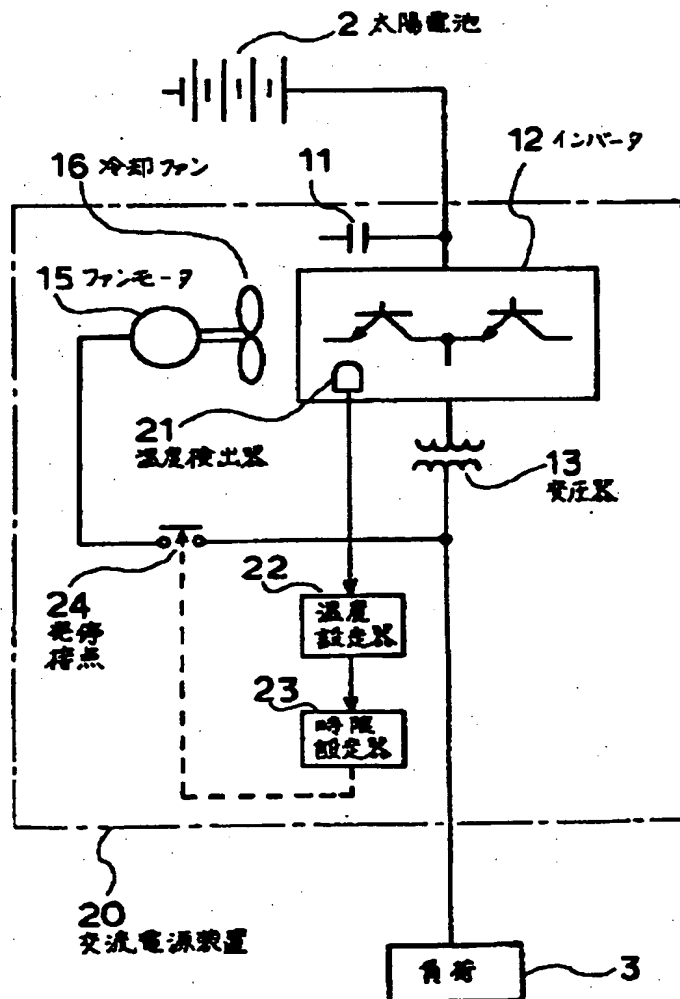 2 太陽電池
12 インバータ
16 冷却ファン
11
15 ファンモータ
21
温度検出器
13
変圧器
22
24
発停
接点
温度
設定器
23
時限
設定器
20
交流電源装置
負荷
3